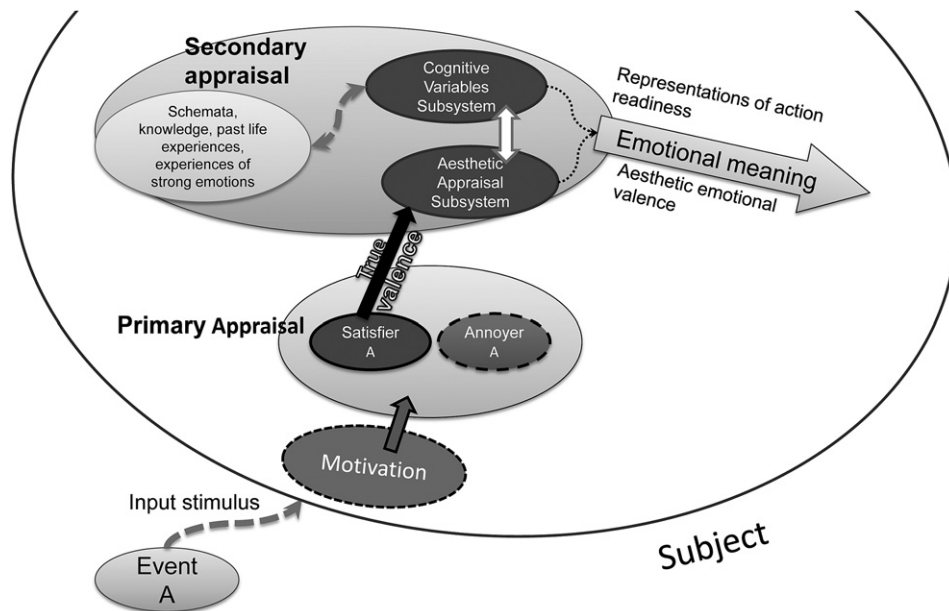 Secondary
appraisal
Cognitive
Variables
Subsystem
Schemata,
knowledge, past life
experiences,
experiences of
strong emotions
Aesthetic
Appraisal
Subsystem
Representations of action
readiness
Emotional meaning
Aesthetic emotional
valence
True
valence
Primary Appraisal
Satisfier
A
Annoyer
A
Motivation
Input stimulus
Event
A
Subject